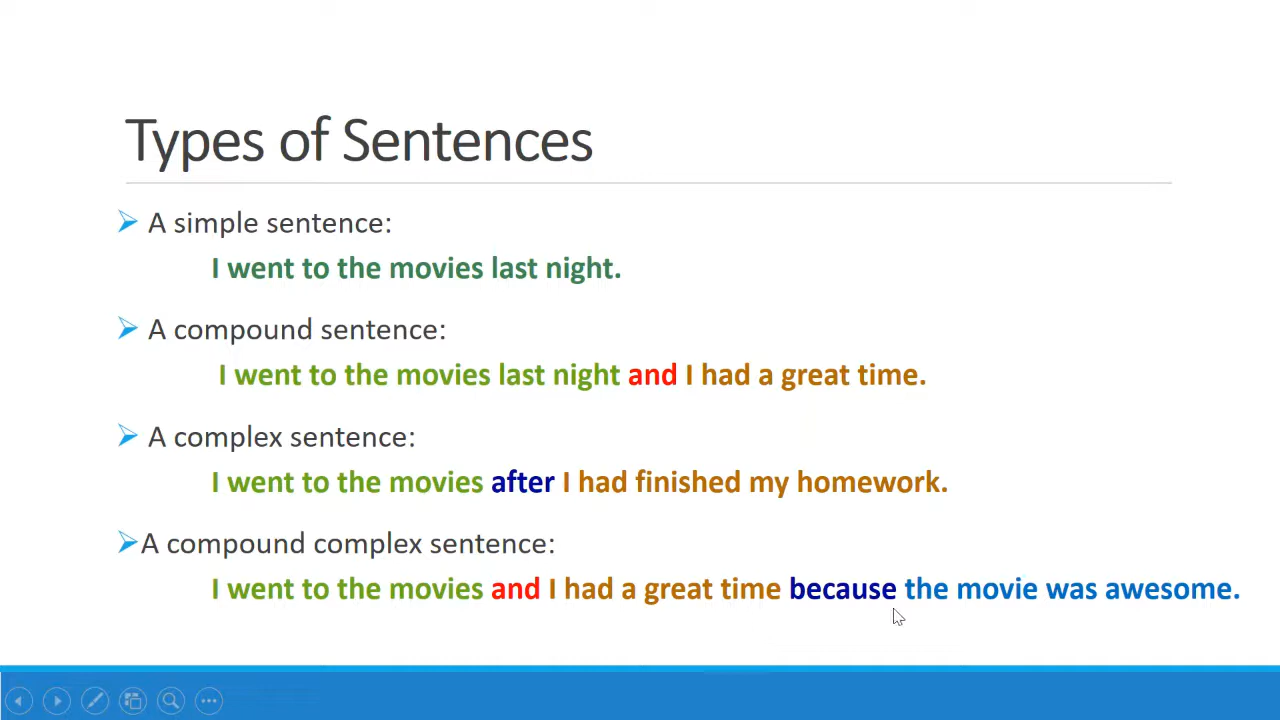 Types of Sentences
A simple sentence:
I went to the movies last night.
A compound sentence:
I went to the movies last night and I had a great time.
A complex sentence:
I went to the movies after I had finished my homework.
A compound complex sentence:
I went to the movies and I had a great time because the movie was awesome.